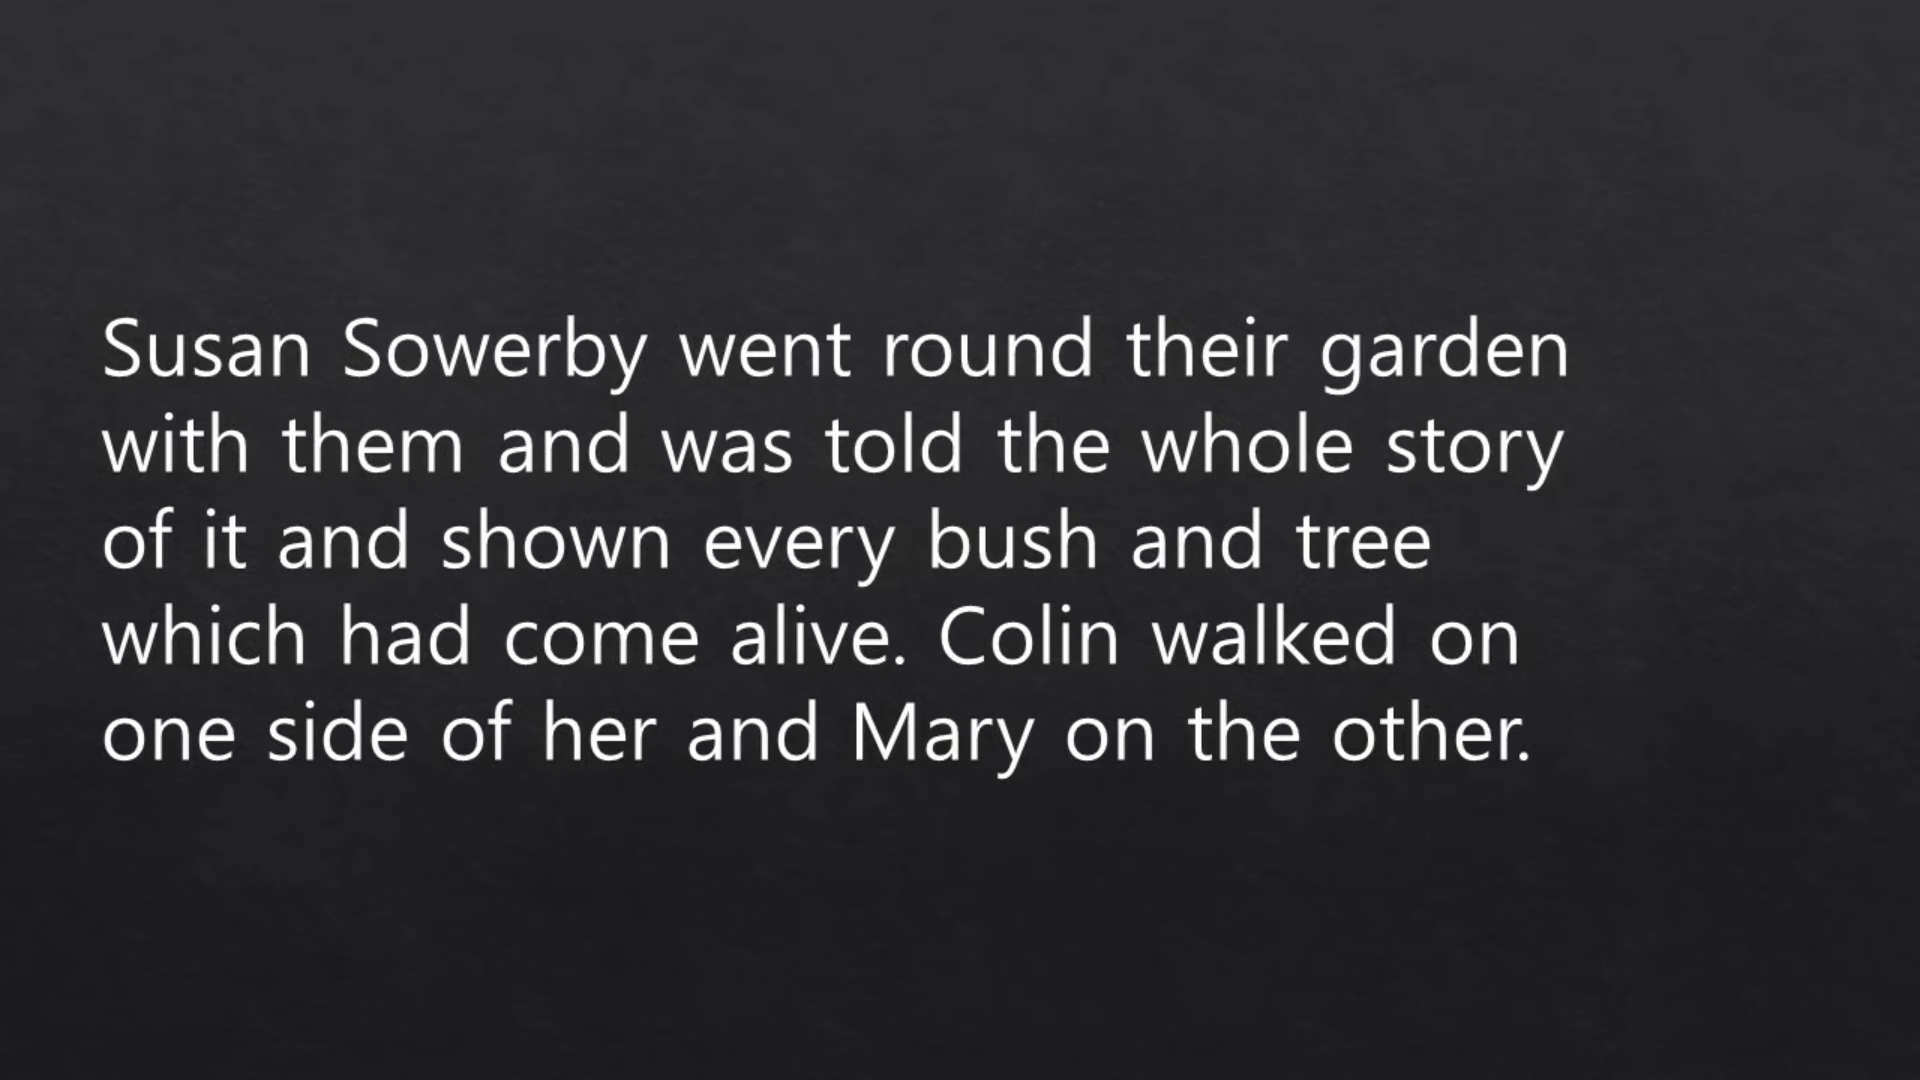 Susan Sowerby went round their garden
with them and was told the whole story
of it and shown every bush and tree
which had come alive. Colin walked on
one side of her and Mary on the other.